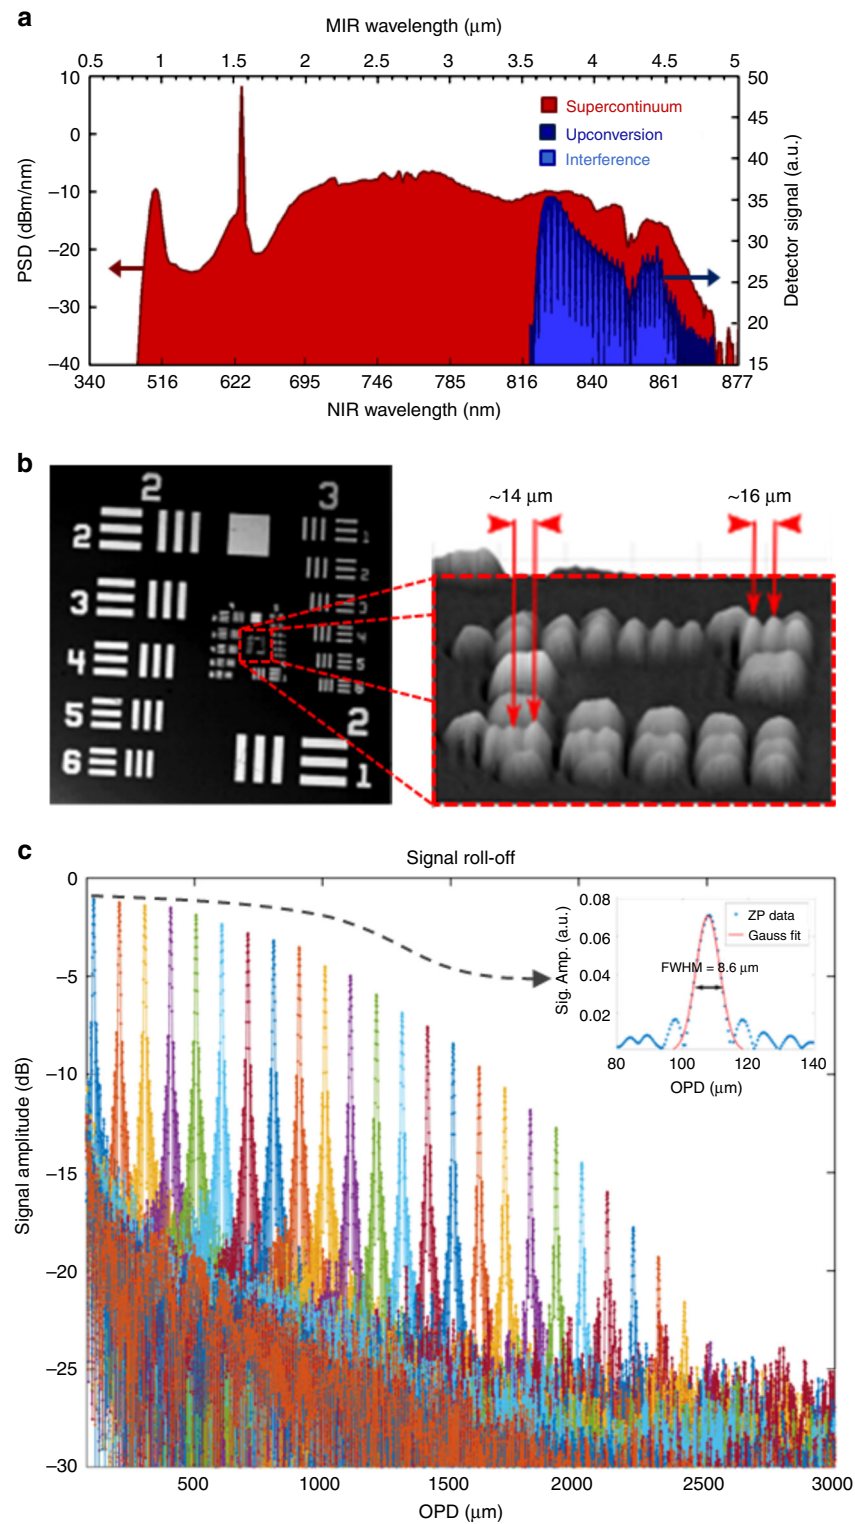 a
MIR wavelength (μm)
0.5 1 1.5 2 2.5 3 3.5 4 4.5 5
10 0 –10 –20 –30 –40
PSD (dBm/nm)
Supercontinuum
Upconversion
Interference
50 45 40 35 30 25 20 15
Detector signal (a.u.)
340 516 622 695 746 785 816 840 861 877
NIR wavelength (nm)
b
2 3
2 1
2
3 3
4 4
5 5
6 6
2
1
~14 μm ~16 μm
c
Signal roll-off
0 –5 –10 –15 –20 –25 –30
Signal amplitude (dB)
0.08 0.06 0.04 0.02
Sig. Amp. (a.u.)
ZP data
Gauss fit
FWHM = 8.6 μm
80 100 120 140
OPD (μm)
500 1000 1500 2000 2500 3000
OPD (μm)